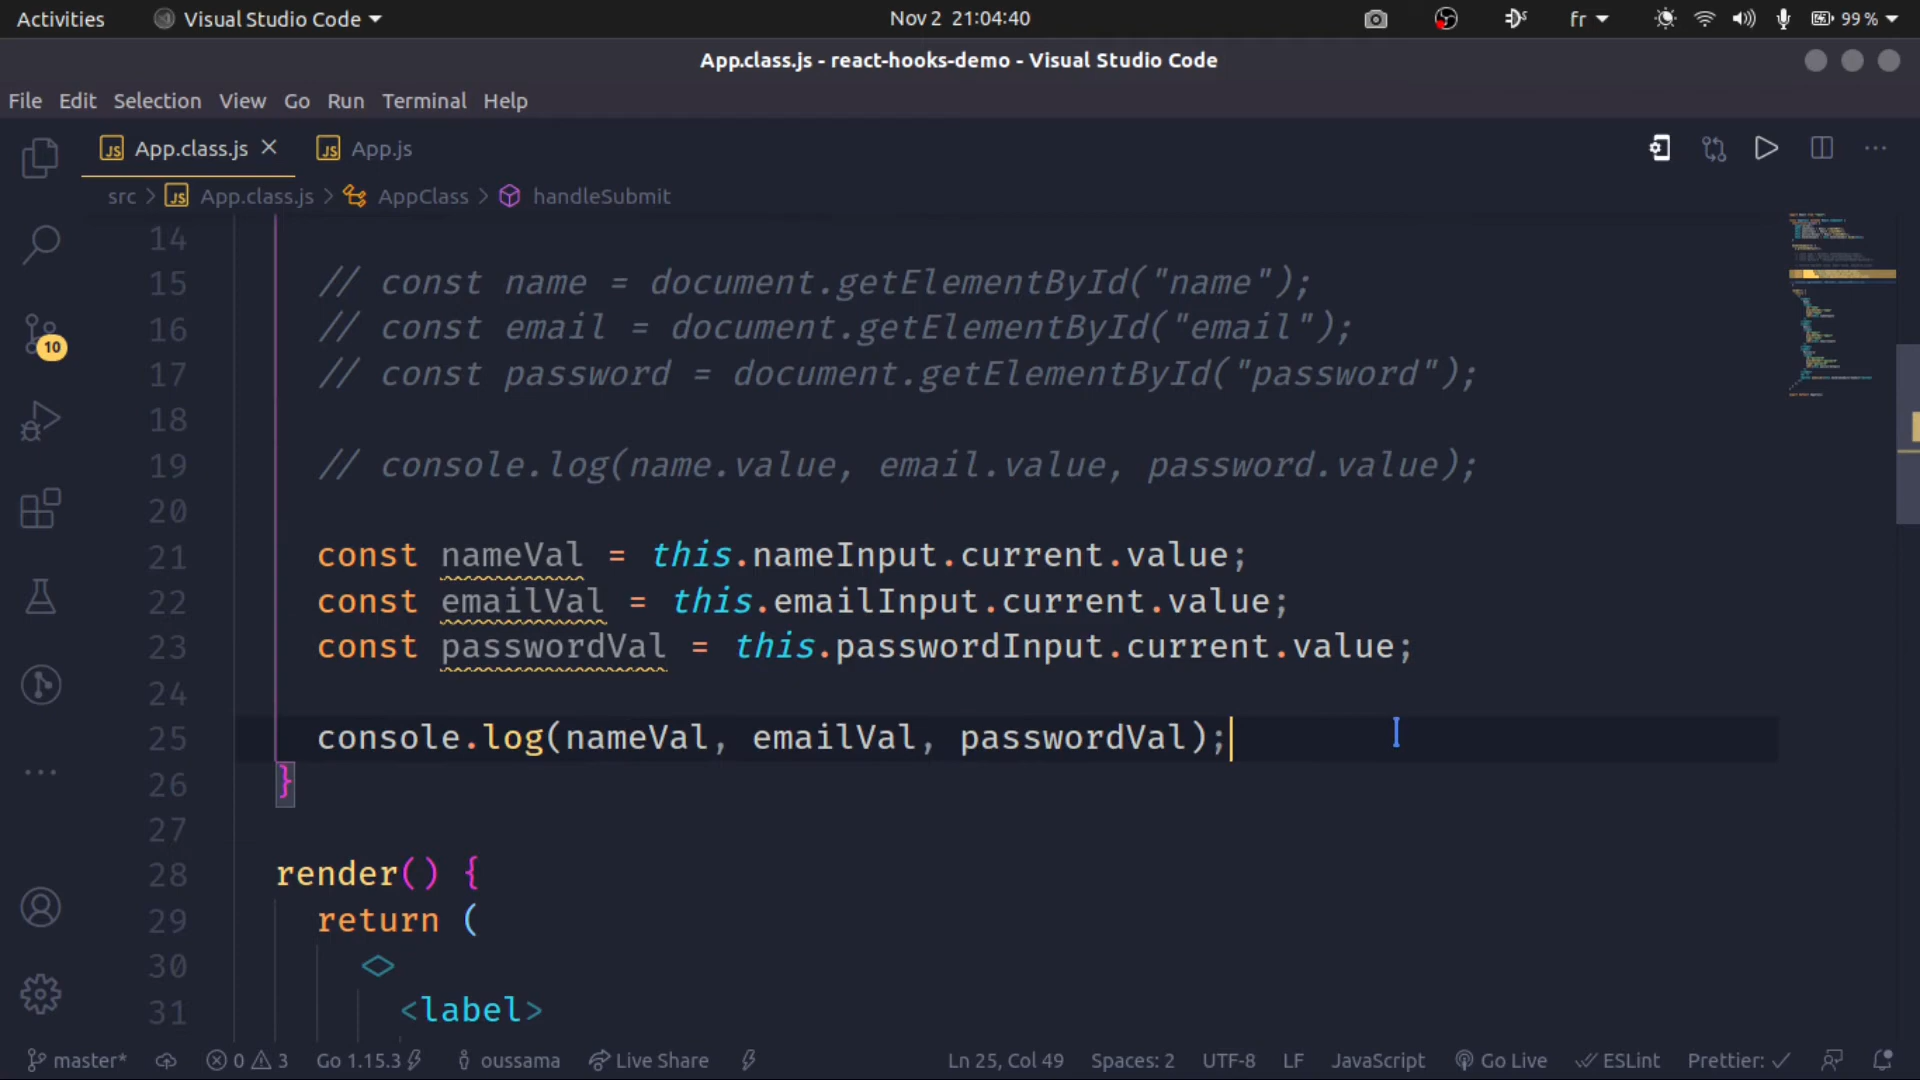 Activities Visual Studio Code Nov 2 21:04:40 fr 99 %
App.class.js - react-hooks-demo - Visual Studio Code
File Edit Selection View Go Run Terminal Help
JS App.class.js JS App.js
src JS App.class.js AppClass handleSubmit
14
15 // const name = document.getElementById("name");
16 // const email = document.getElementById("email");
17 // const password = document.getElementById("password");
18
19 // console.log(name.value, email.value, password.value);
20
21 const nameVal = this.nameInput.current.value;
22 const emailVal = this.emailInput.current.value;
23 const passwordVal = this.passwordInput.current.value;
24
25 console.log(nameVal, emailVal, passwordVal);
26 }
27
28 render() {
29 return (
30 <>
31 <label>
10
master* 0 3 Go 1.15.3 oussama Live Share Ln 25, Col 49 Spaces: 2 UTF-8 LF JavaScript Go Live ESLint Prettier: